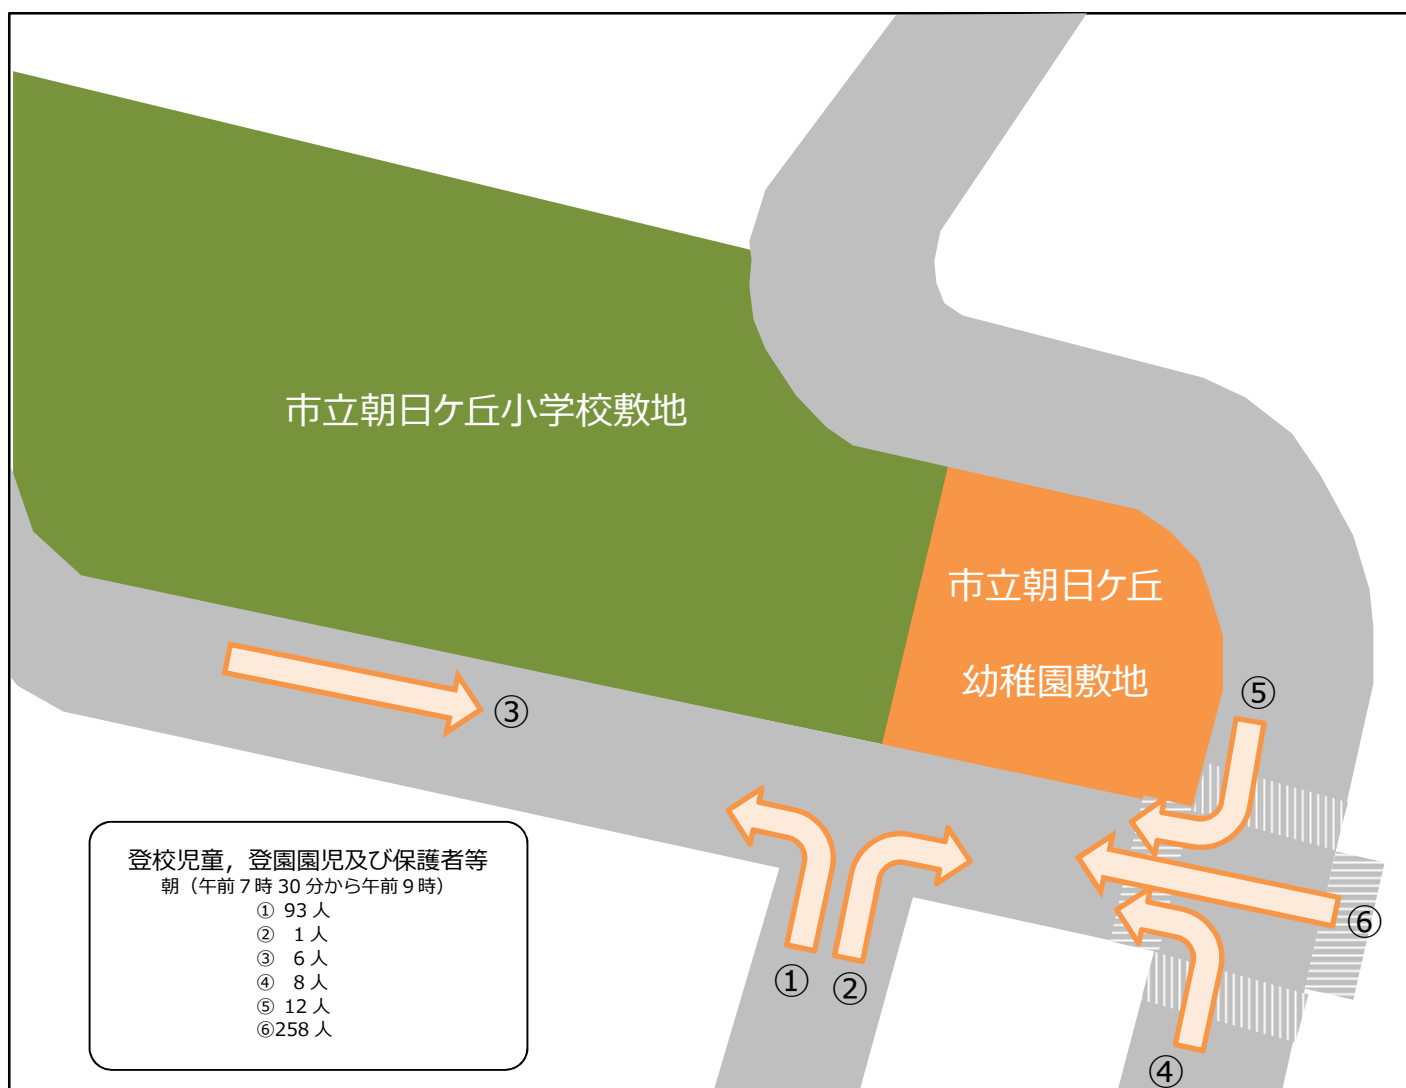 市立朝日ケ丘小学校敷地
市立朝日ケ丘
幼稚園敷地
⑤
③
⑥
①
②
④
登校児童，登園園児及び保護者等
朝（午前７時 30 分から午前９時）
① 93 人
② 1 人
③ 6 人
④ 8 人
⑤ 12 人
⑥258 人